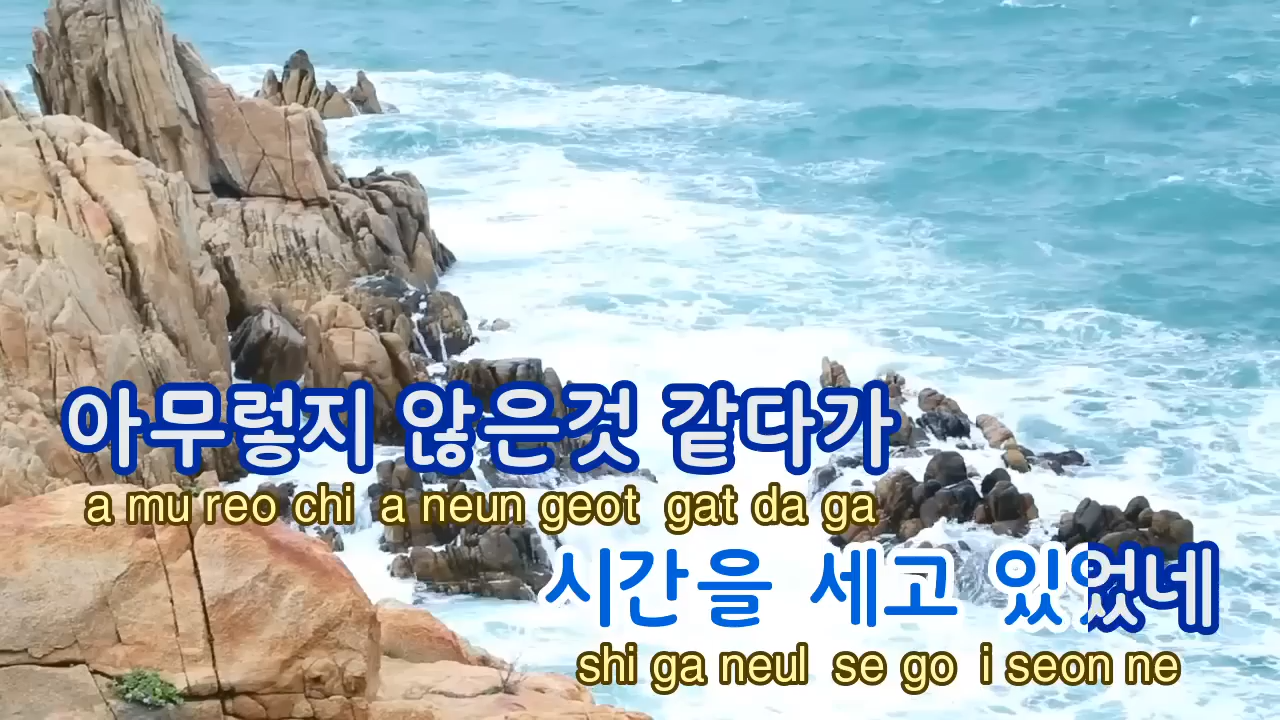 아무렇지 않은것 같다가
a mu reo chi a neun geot gat da ga
시간을 세고 있었네
shi ga neul se go i seon ne